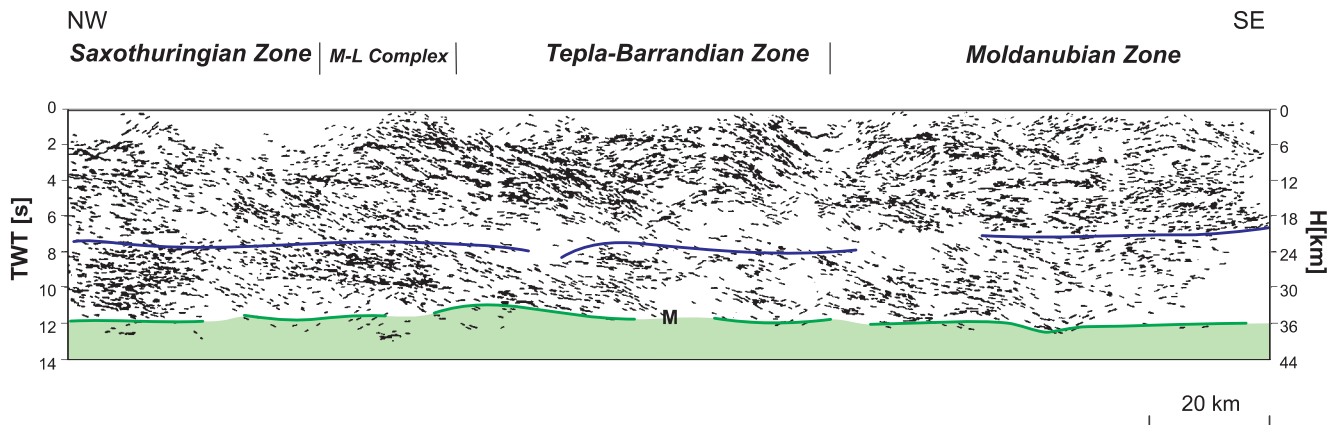 NW SE
Saxothuringian Zone M-L Complex Tepla-Barrandian Zone Moldanubian Zone
0 0
2 6
4 12
6 18
8 24
10 30
12 36
14 44
TWT [s]
H[km]
M
20 km